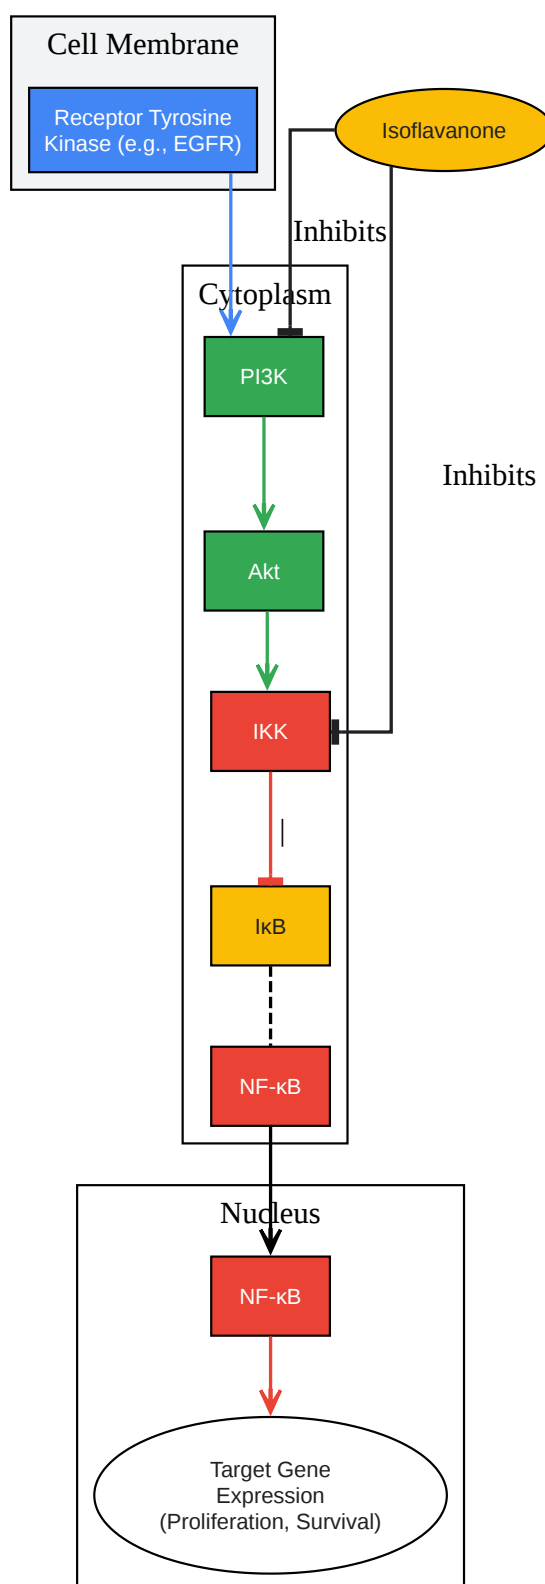 Cell Membrane
Receptor Tyrosine
Kinase (e.g., EGFR)
Isoflavanone
Inhibits
Cytoplasm
PI3K
Inhibits
Akt
IKK
|
IκB
NF-κB
Nucleus
NF-κB
Target Gene
Expression
(Proliferation, Survival)